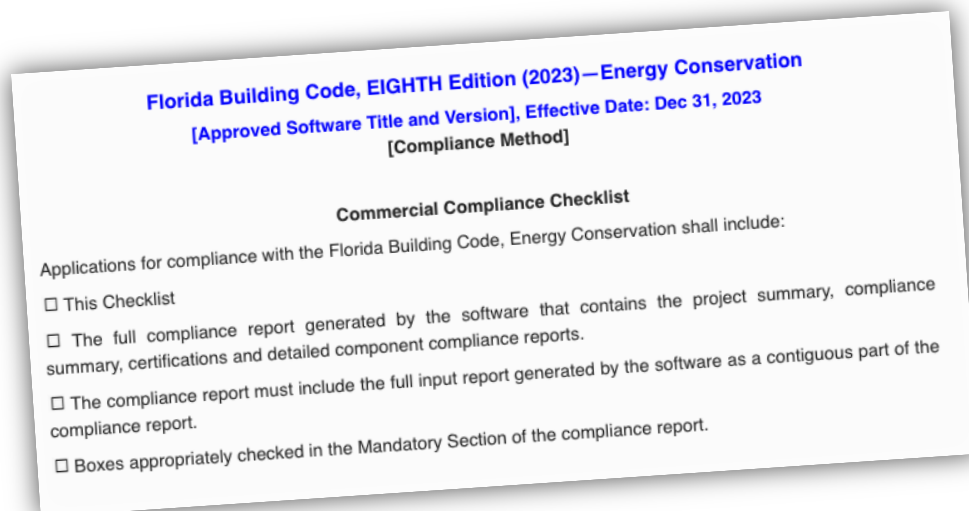 Florida Building Code, EIGHTH Edition (2023)—Energy Conservation
[Approved Software Title and Version], Effective Date: Dec 31, 2023
[Compliance Method]
Commercial Compliance Checklist
Applications for compliance with the Florida Building Code, Energy Conservation shall include:
☐ This Checklist
☐ The full compliance report generated by the software that contains the project summary, compliance
summary, certifications and detailed component compliance reports.
☐ The compliance report must include the full input report generated by the software as a contiguous part of the
compliance report.
☐ Boxes appropriately checked in the Mandatory Section of the compliance report.